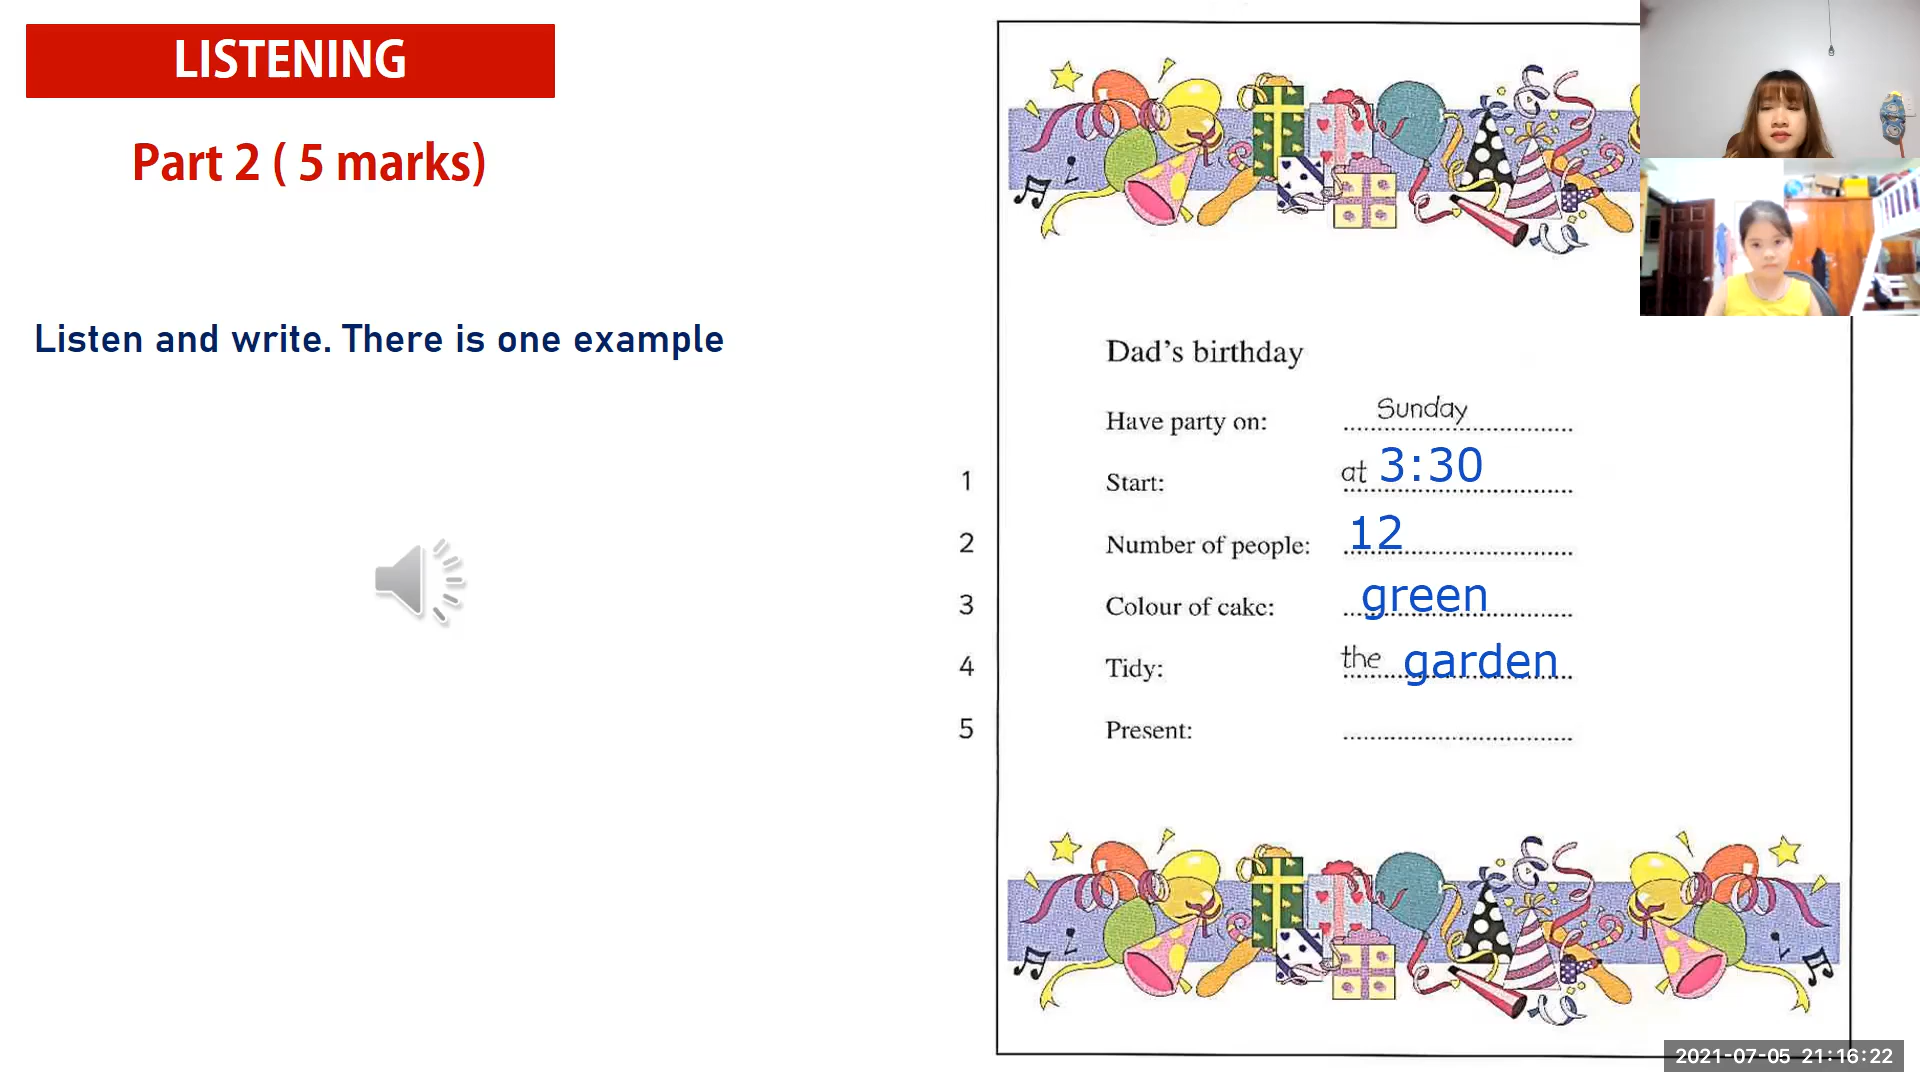 LISTENING
Part 2 ( 5 marks)
Listen and write. There is one example
Dad's birthday
Have party on: Sunday
1 Start: at 3:30
2 Number of people: 12
3 Colour of cake: green
4 Tidy: the garden
5 Present:
2021-07-05 21:16:22